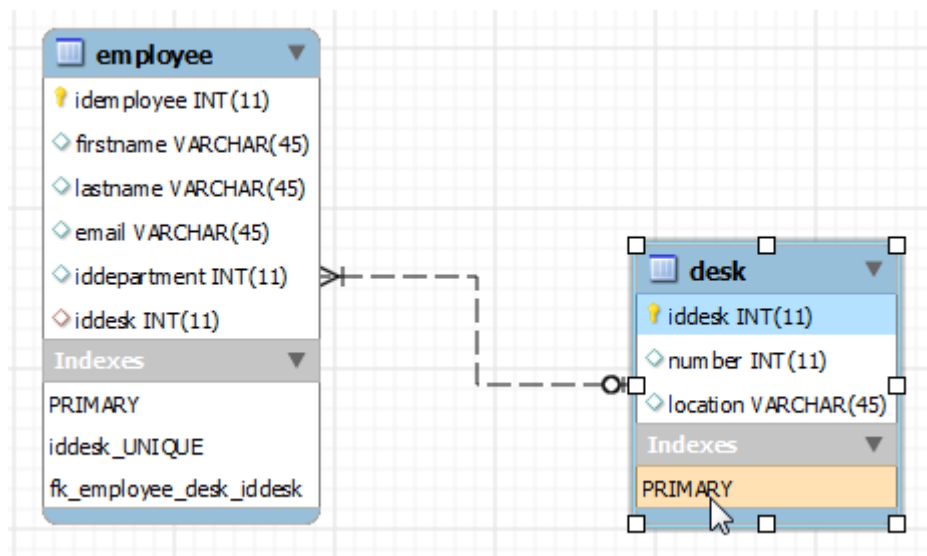 employee
idemployee INT(11)
firstname VARCHAR(45)
lastname VARCHAR(45)
email VARCHAR(45)
iddepartment INT(11)
iddesk INT(11)
Indexes
PRIMARY
iddesk_UNIQUE
fk_employee_desk_iddesk
desk
iddesk INT(11)
number INT(11)
location VARCHAR(45)
Indexes
PRIMARY